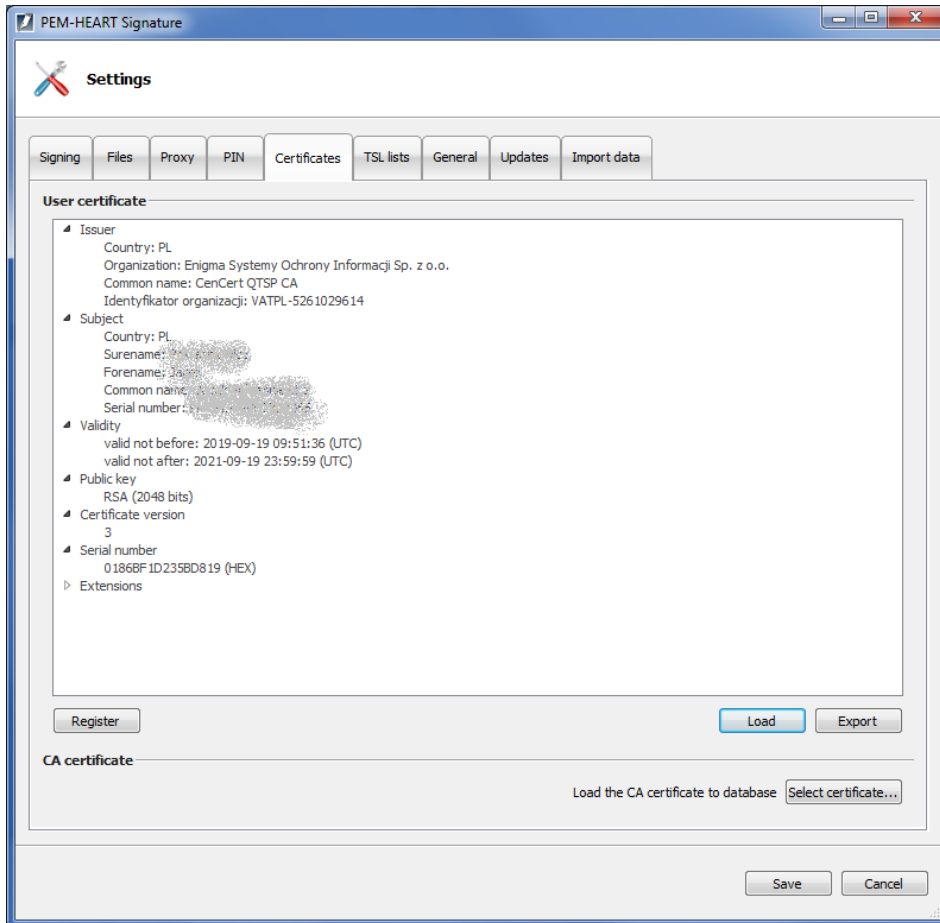 PEM-HEART Signature
Settings
Signing Files Proxy PIN Certificates TSL lists General Updates Import data
User certificate
Issuer
Country: PL
Organization: Enigma Systemy Ochrony Informacji Sp. z o.o.
Common name: CenCert QTSP CA
Identyfikator organizacji: VATPL-5261029614
Subject
Country: PL
Surename:
Forename:
Common name
Serial number:
Validity
valid not before: 2019-09-19 09:51:36 (UTC)
valid not after: 2021-09-19 23:59:59 (UTC)
Public key
RSA (2048 bits)
Certificate version
3
Serial number
0186BF1D235BD819 (HEX)
Extensions
Register Load Export
CA certificate
Load the CA certificate to database Select certificate...
Save Cancel